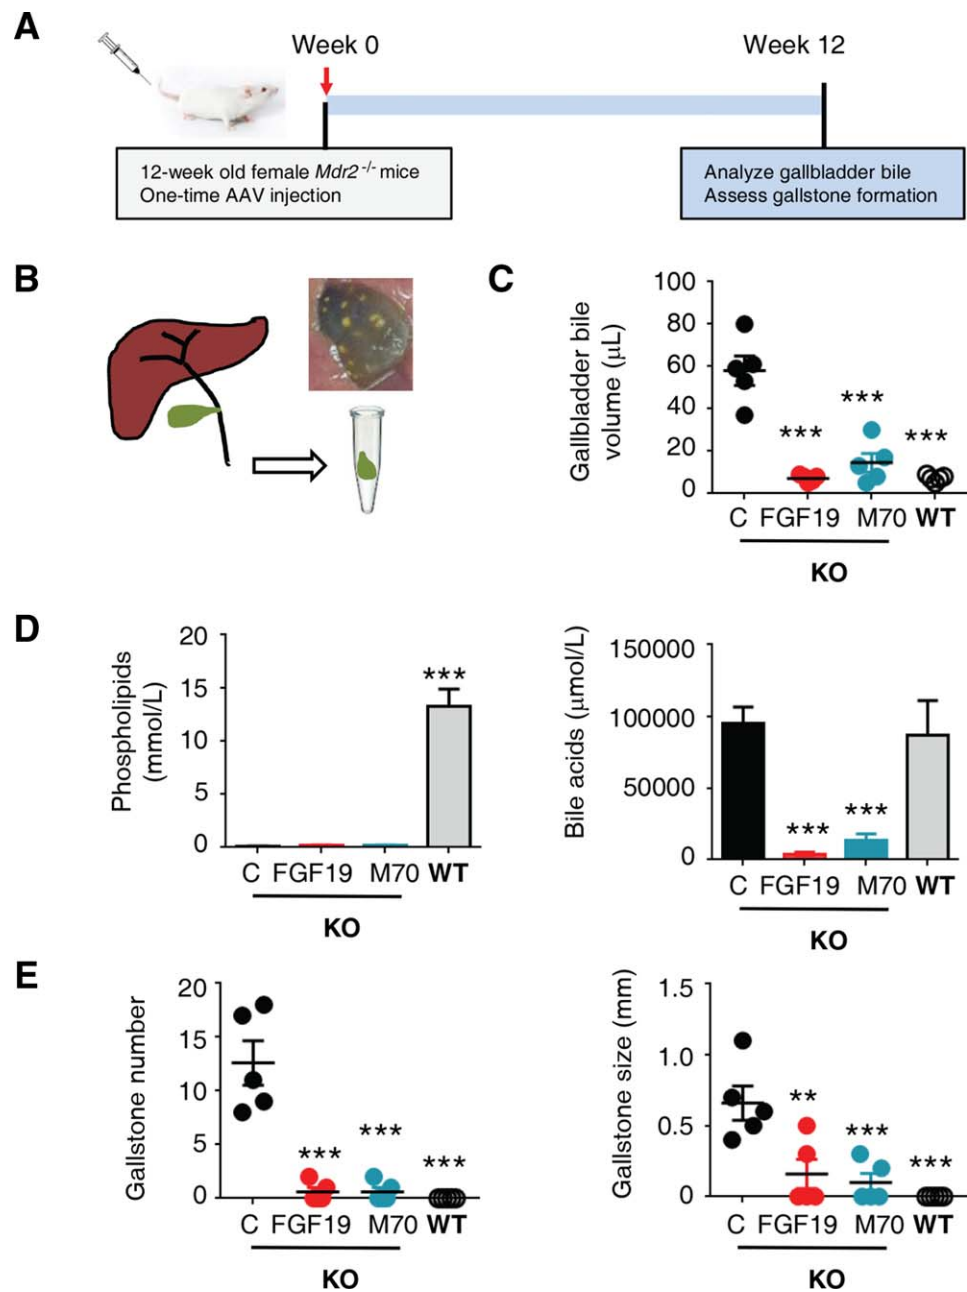 A
Week 0
Week 12
12-week old female Mdr2-/- mice
One-time AAV injection
Analyze gallbladder bile
Assess gallstone formation
B
C
Gallbladder bile
volume (µL)
100
80
60
40
20
0
***
***
***
C FGF19 M70 WT
KO
D
Phospholipids
(mmol/L)
20
15
10
5
0
***
C FGF19 M70 WT
KO
Bile acids (µmol/L)
150000
100000
50000
0
***
***
C FGF19 M70 WT
KO
E
Gallstone number
20
15
10
5
0
***
***
***
C FGF19 M70 WT
KO
Gallstone size (mm)
1.5
1.0
0.5
0
**
***
***
C FGF19 M70 WT
KO